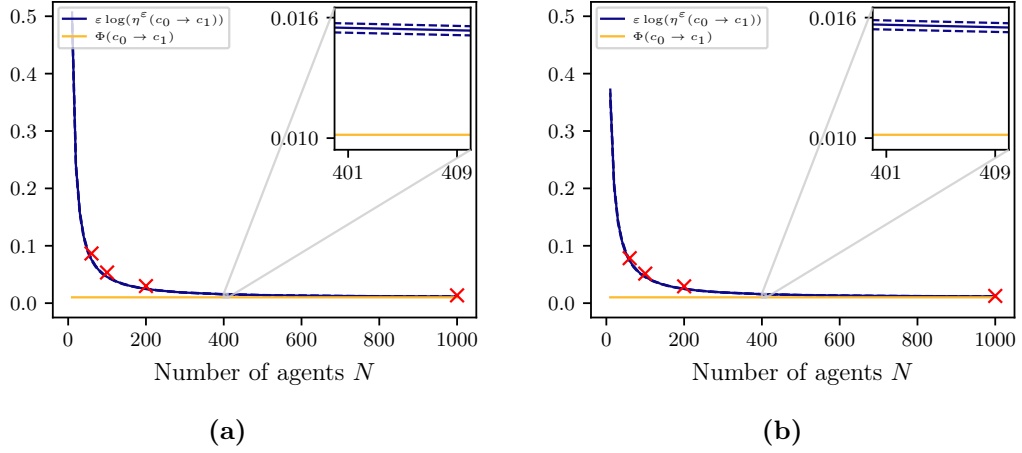 0.5
0.4
0.3
0.2
0.1
0.0
ε log(η^ε(c₀ → c₁))
Φ(c₀ → c₁)
0.016
0.010
401 409
0 200 400 600 800 1000
Number of agents N
(a)
0.5
0.4
0.3
0.2
0.1
0.0
ε log(η^ε(c₀ → c₁))
Φ(c₀ → c₁)
0.016
0.010
401 409
0 200 400 600 800 1000
Number of agents N
(b)